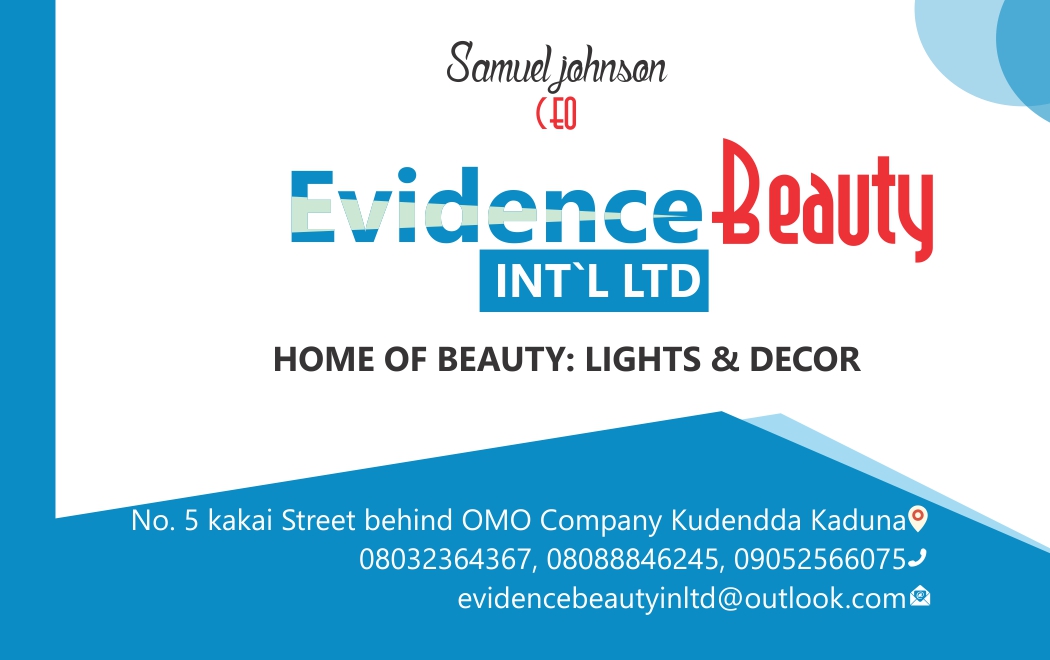 Samuel johnson
CEO
Evidence Beauty
INT`L LTD
HOME OF BEAUTY: LIGHTS & DECOR
No. 5 kakai Street behind OMO Company Kudendda Kaduna
08032364367, 08088846245, 09052566075
evidencebeautyinltd@outlook.com